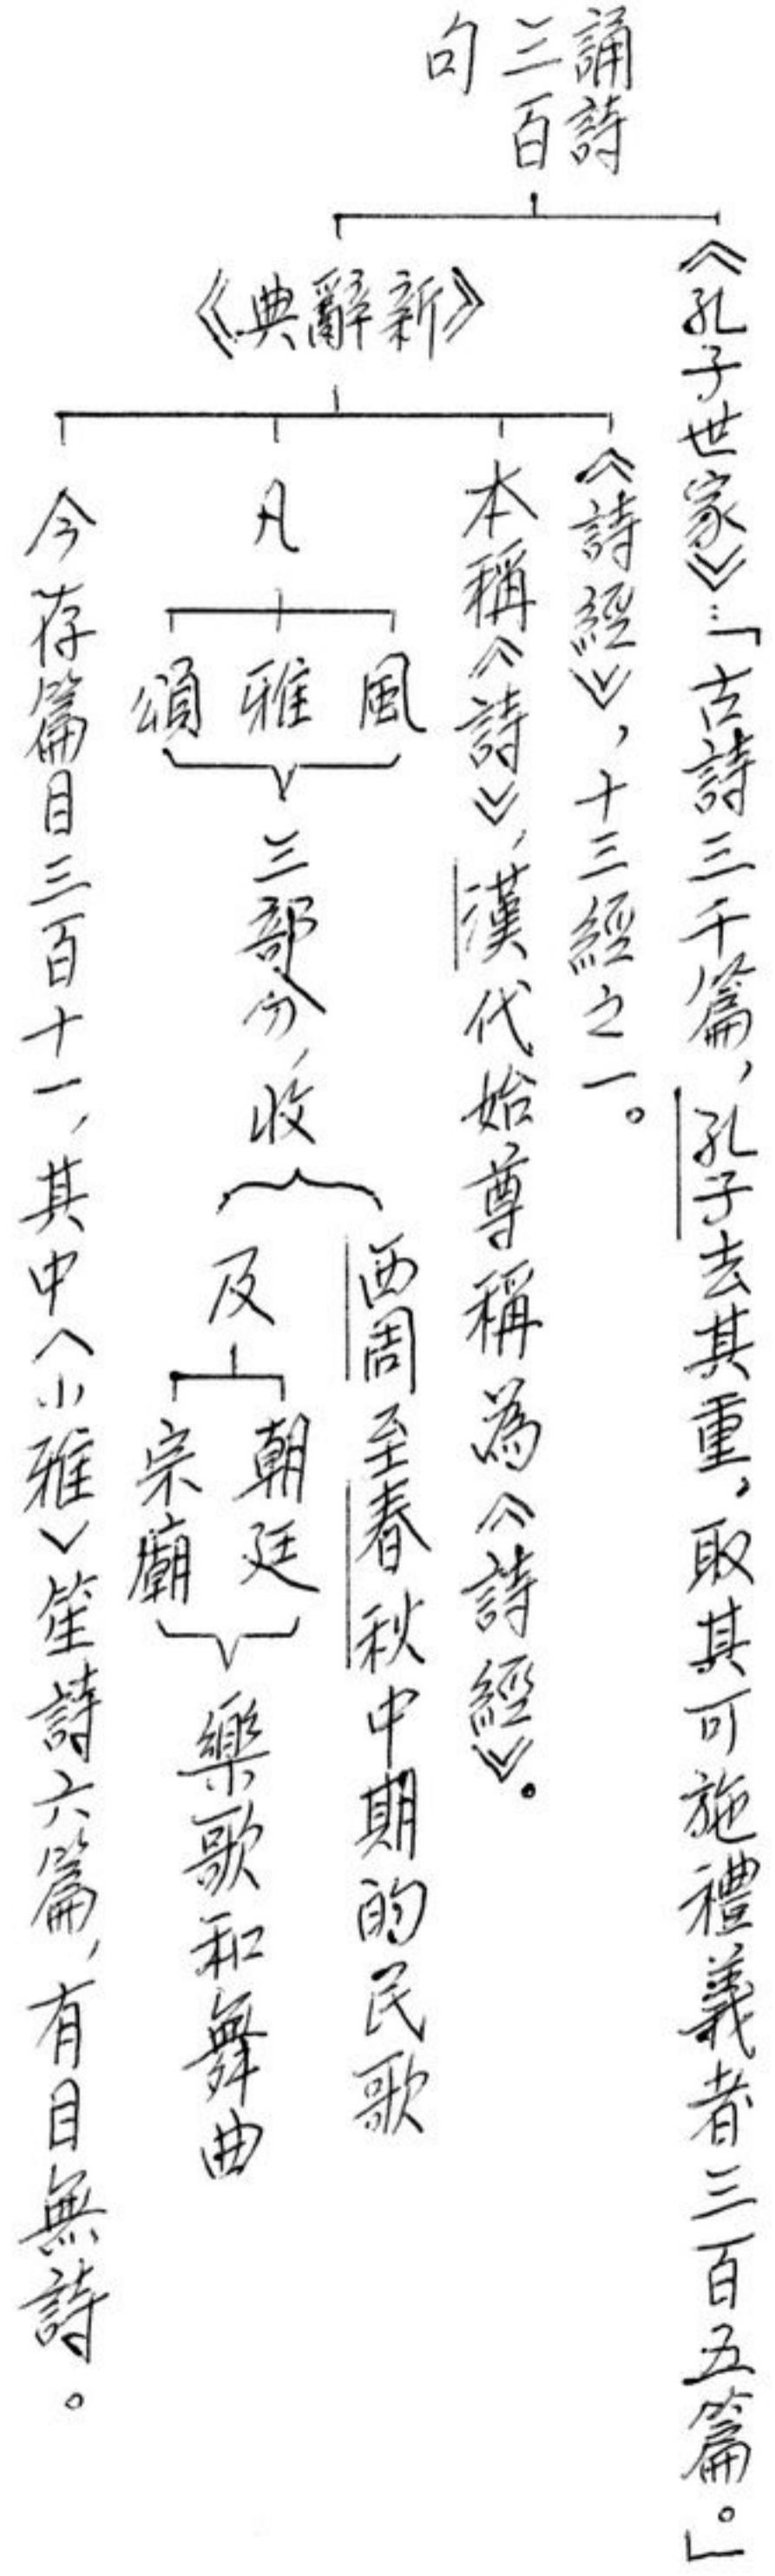 誦詩
三百
句
《孔子世家》:「古詩三千篇,孔子去其重,取其可施禮義者三百五篇。」
《新辭典》
《詩經》,十三經之一。
本稱《詩》,漢代始尊稱為《詩經》。
凡
風
雅
頌
三部分,收
西周至春秋中期的民歌
及
朝廷
宗廟
樂歌和舞曲
今存篇目三百十一,其中〈小雅〉笙詩六篇,有目無詩。